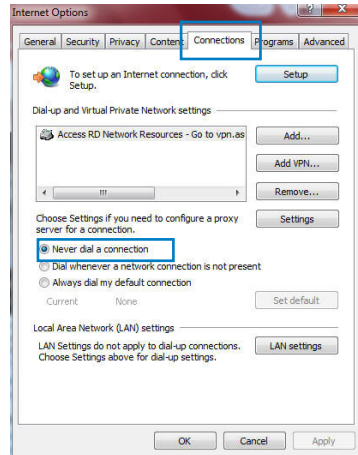 Internet Options
General Security Privacy Content Connections Programs Advanced
To set up an Internet connection, click
Setup.
Setup
Dial-up and Virtual Private Network settings
Access RD Network Resources - Go to vpn.as
Add...
Add VPN...
Remove...
Choose Settings if you need to configure a proxy
server for a connection.
Settings
Never dial a connection
Dial whenever a network connection is not present
Always dial my default connection
Current None
Set default
Local Area Network (LAN) settings
LAN Settings do not apply to dial-up connections.
Choose Settings above for dial-up settings.
LAN settings
OK Cancel Apply